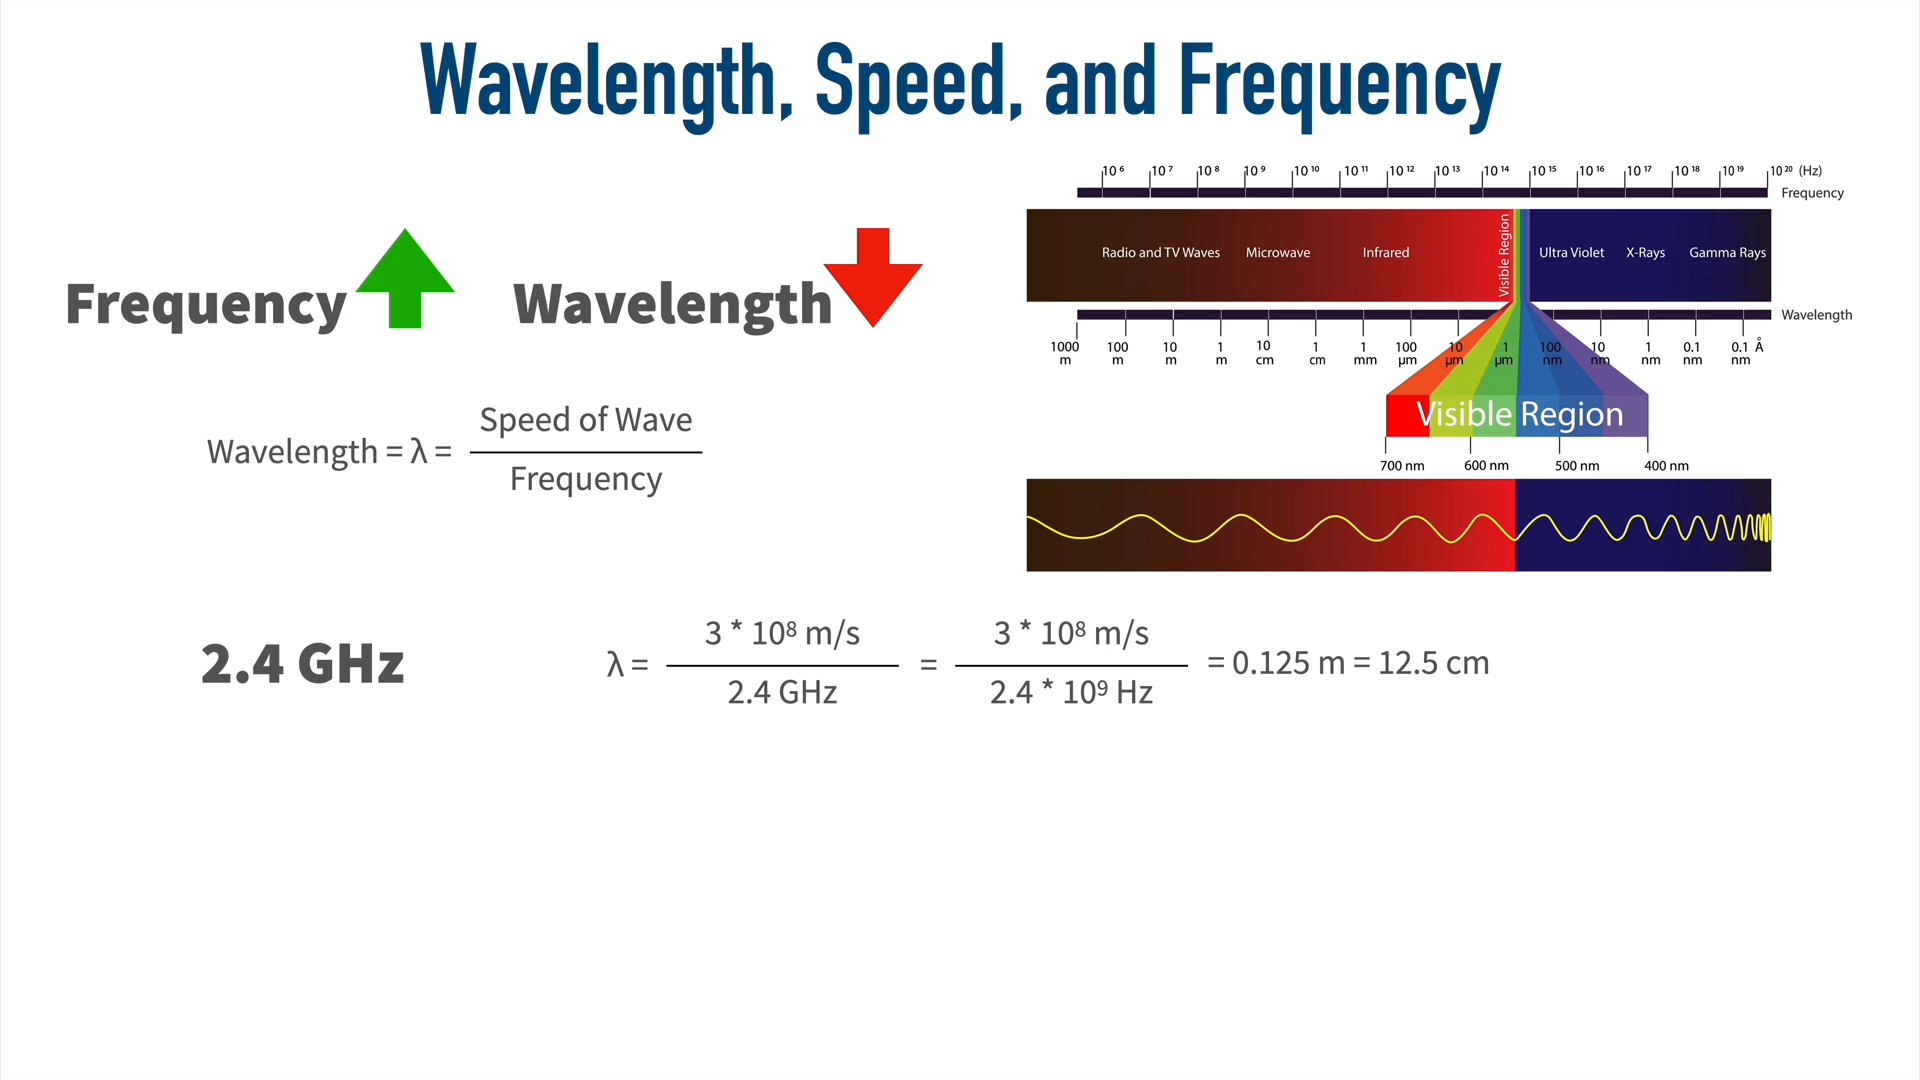 Wavelength, Speed, and Frequency
10⁶ 10⁷ 10⁸ 10⁹ 10¹⁰ 10¹¹ 10¹² 10¹³ 10¹⁴ 10¹⁵ 10¹⁶ 10¹⁷ 10¹⁸ 10¹⁹ 10²⁰ (Hz)
Frequency
Radio and TV Waves Microwave Infrared Visible Region Ultra Violet X-Rays Gamma Rays
Frequency Wavelength
Wavelength
1000 100 10 1 10 1 1 100 10 1 100 10 1 0.1 0.1 Å
m m m m cm cm mm µm µm µm nm nm nm nm nm
Visible Region
700 nm 600 nm 500 nm 400 nm
Speed of Wave
Wavelength = λ =
Frequency
3 * 10⁸ m/s 3 * 10⁸ m/s
2.4 GHz λ = = = 0.125 m = 12.5 cm
2.4 GHz 2.4 * 10⁹ Hz